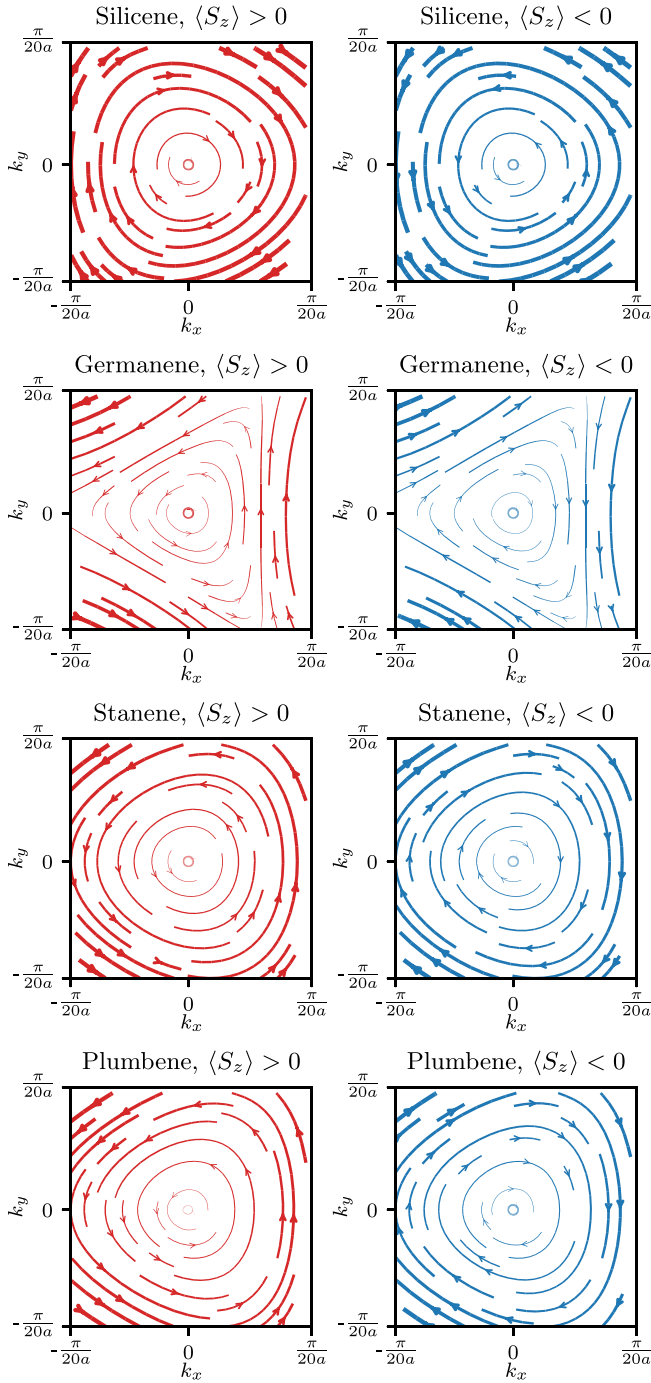 Silicene, ⟨S_z⟩ > 0
Silicene, ⟨S_z⟩ < 0
π/20a
π/20a
k_y
0
k_y
0
-π/20a
-π/20a
-π/20a
0
π/20a
-π/20a
0
π/20a
k_x
k_x
Germanene, ⟨S_z⟩ > 0
Germanene, ⟨S_z⟩ < 0
π/20a
π/20a
k_y
0
k_y
0
-π/20a
-π/20a
-π/20a
0
π/20a
-π/20a
0
π/20a
k_x
k_x
Stanene, ⟨S_z⟩ > 0
Stanene, ⟨S_z⟩ < 0
π/20a
π/20a
k_y
0
k_y
0
-π/20a
-π/20a
-π/20a
0
π/20a
-π/20a
0
π/20a
k_x
k_x
Plumbene, ⟨S_z⟩ > 0
Plumbene, ⟨S_z⟩ < 0
π/20a
π/20a
k_y
0
k_y
0
-π/20a
-π/20a
-π/20a
0
π/20a
-π/20a
0
π/20a
k_x
k_x